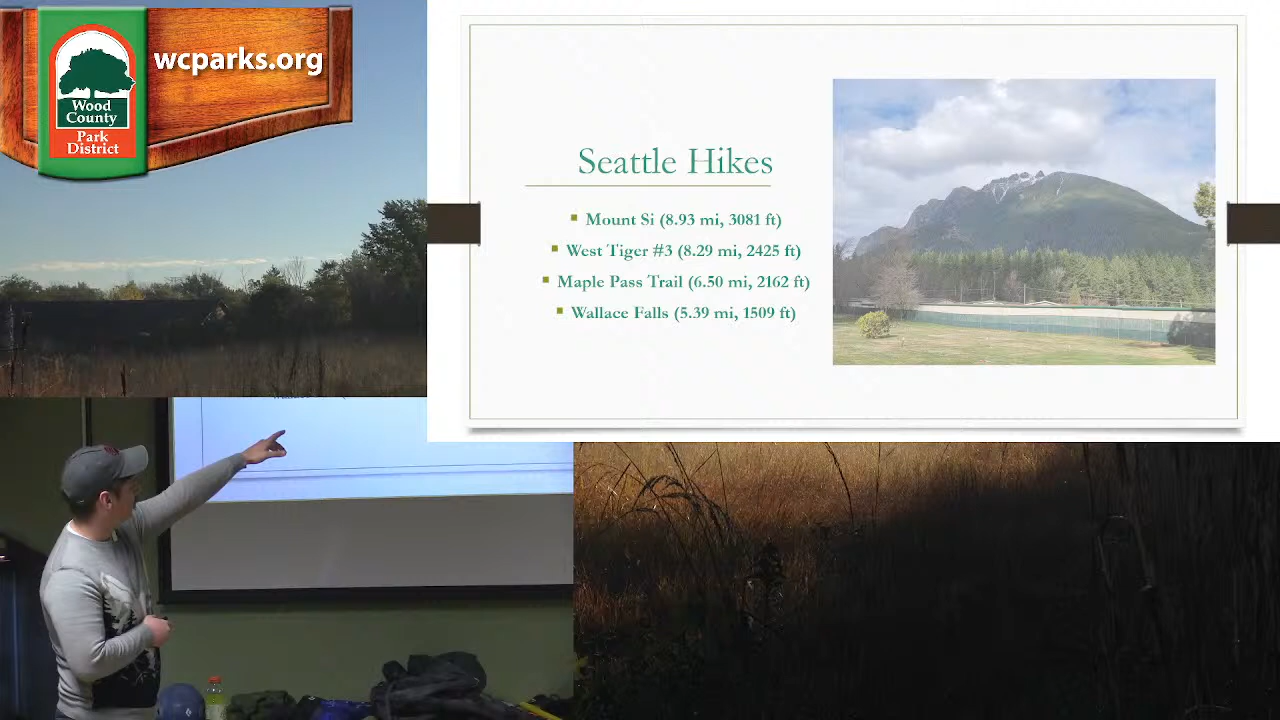 wcparks.org
Wood
County
Park
District
Seattle Hikes
Mount Si (8.93 mi, 3081 ft)
West Tiger #3 (8.29 mi, 2425 ft)
Maple Pass Trail (6.50 mi, 2162 ft)
Wallace Falls (5.39 mi, 1509 ft)